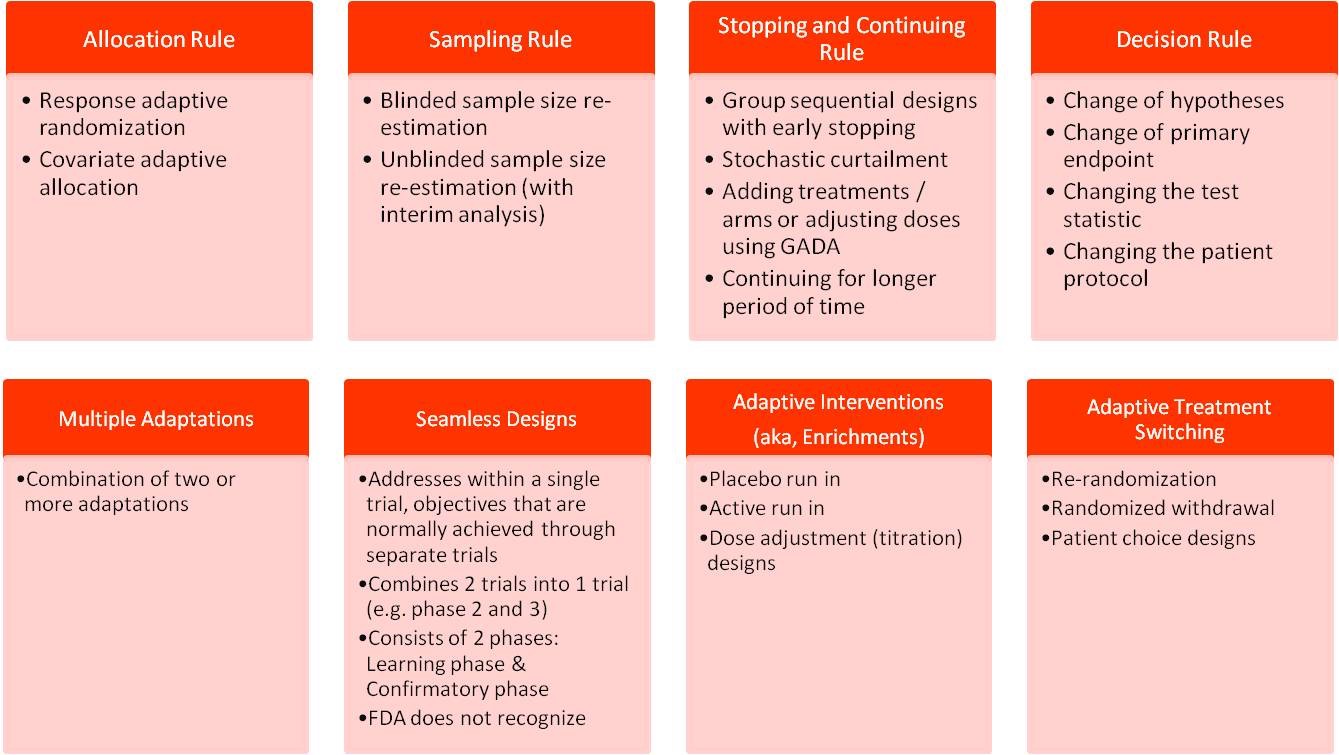 Allocation Rule
• Response adaptive
randomization
• Covariate adaptive
allocation
Sampling Rule
• Blinded sample size re-
estimation
• Unblinded sample size
re-estimation (with
interim analysis)
Stopping and Continuing
Rule
• Group sequential designs
with early stopping
• Stochastic curtailment
• Adding treatments /
arms or adjusting doses
using GADA
• Continuing for longer
period of time
Decision Rule
• Change of hypotheses
• Change of primary
endpoint
• Changing the test
statistic
• Changing the patient
protocol
Multiple Adaptations
•Combination of two or
more adaptations
Seamless Designs
•Addresses within a single
trial, objectives that are
normally achieved through
separate trials
•Combines 2 trials into 1 trial
(e.g. phase 2 and 3)
•Consists of 2 phases:
Learning phase &
Confirmatory phase
•FDA does not recognize
Adaptive Interventions
(aka, Enrichments)
•Placebo run in
•Active run in
•Dose adjustment (titration)
designs
Adaptive Treatment
Switching
•Re-randomization
•Randomized withdrawal
•Patient choice designs